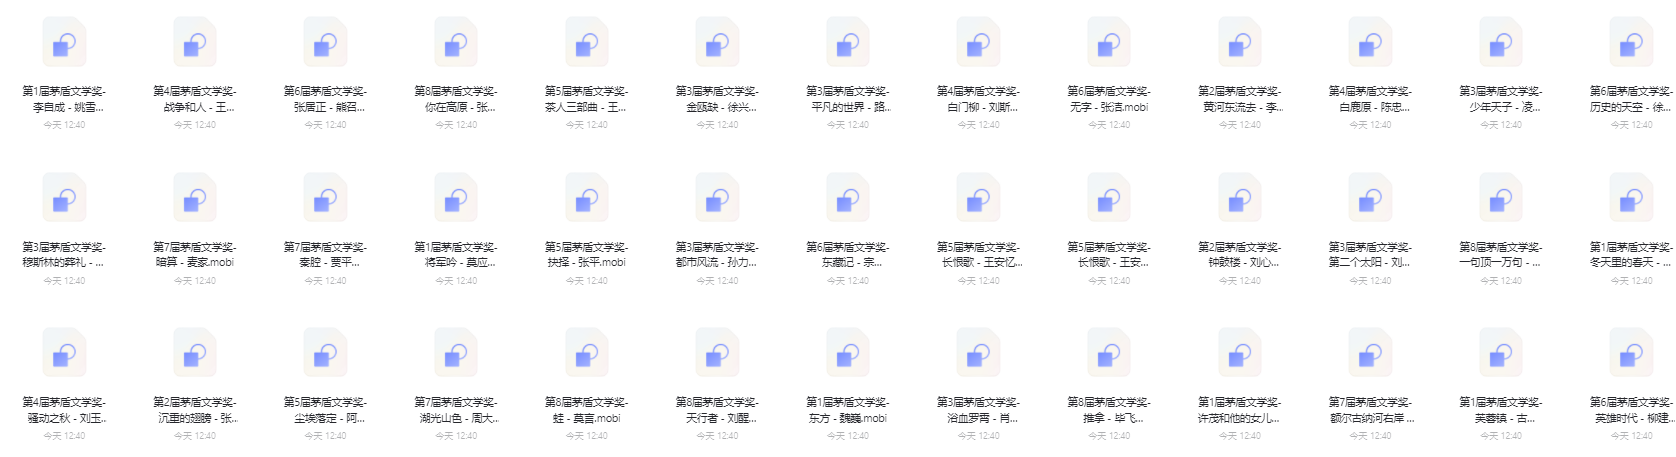 第1届茅盾文学奖-
李自成 - 姚雪...
今天 12:40
第4届茅盾文学奖-
战争和人 - 王...
今天 12:40
第6届茅盾文学奖-
张居正 - 熊召...
今天 12:40
第8届茅盾文学奖-
你在高原 - 张...
今天 12:40
第5届茅盾文学奖-
茶人三部曲 - 王...
今天 12:40
第3届茅盾文学奖-
金瓯缺 - 徐兴...
今天 12:40
第3届茅盾文学奖-
平凡的世界 - 路...
今天 12:40
第4届茅盾文学奖-
白门柳 - 刘斯...
今天 12:40
第6届茅盾文学奖-
无字 - 张洁.mobi
今天 12:40
第2届茅盾文学奖-
黄河东流去 - 李...
今天 12:40
第4届茅盾文学奖-
白鹿原 - 陈忠...
今天 12:40
第3届茅盾文学奖-
少年天子 - 凌...
今天 12:40
第6届茅盾文学奖-
历史的天空 - 徐...
今天 12:40
第3届茅盾文学奖-
穆斯林的葬礼 - ...
今天 12:40
第7届茅盾文学奖-
暗算 - 麦家.mobi
今天 12:40
第7届茅盾文学奖-
秦腔 - 贾平...
今天 12:40
第1届茅盾文学奖-
将军吟 - 莫应...
今天 12:40
第5届茅盾文学奖-
抉择 - 张平.mobi
今天 12:40
第3届茅盾文学奖-
都市风流 - 孙力...
今天 12:40
第6届茅盾文学奖-
东藏记 - 宗...
今天 12:40
第5届茅盾文学奖-
长恨歌 - 王安忆...
今天 12:40
第5届茅盾文学奖-
长恨歌 - 王安...
今天 12:40
第2届茅盾文学奖-
钟鼓楼 - 刘心...
今天 12:40
第3届茅盾文学奖-
第二个太阳 - 刘...
今天 12:40
第8届茅盾文学奖-
一句顶一万句 - ...
今天 12:40
第1届茅盾文学奖-
冬天里的春天 - ...
今天 12:40
第4届茅盾文学奖-
骚动之秋 - 刘玉...
今天 12:40
第2届茅盾文学奖-
沉重的翅膀 - 张...
今天 12:40
第5届茅盾文学奖-
尘埃落定 - 阿...
今天 12:40
第7届茅盾文学奖-
湖光山色 - 周大...
今天 12:40
第8届茅盾文学奖-
蛙 - 莫言.mobi
今天 12:40
第8届茅盾文学奖-
天行者 - 刘醒...
今天 12:40
第1届茅盾文学奖-
东方 - 魏巍.mobi
今天 12:40
第3届茅盾文学奖-
浴血罗霄 - 肖...
今天 12:40
第8届茅盾文学奖-
推拿 - 毕飞...
今天 12:40
第1届茅盾文学奖-
许茂和他的女儿...
今天 12:40
第7届茅盾文学奖-
额尔古纳河右岸 ...
今天 12:40
第1届茅盾文学奖-
芙蓉镇 - 古...
今天 12:40
第6届茅盾文学奖-
英雄时代 - 柳建...
今天 12:40